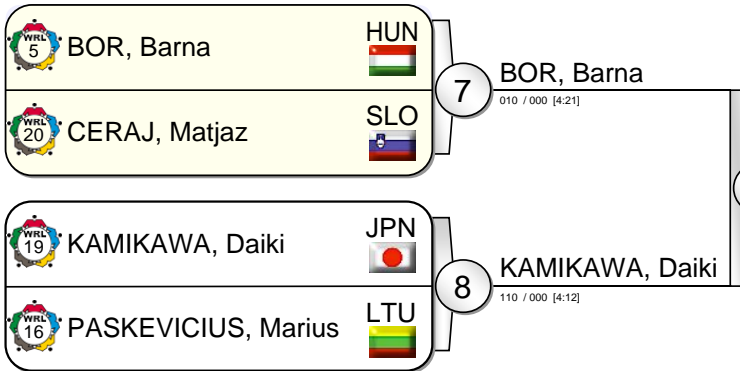 WRL 5 BOR, Barna HUN
WRL 20 CERAJ, Matjaz SLO
7 BOR, Barna
010 / 000 [4:21]
WRL 19 KAMIKAWA, Daiki JPN
WRL 16 PASKEVICIUS, Marius LTU
8 KAMIKAWA, Daiki
110 / 000 [4:12]